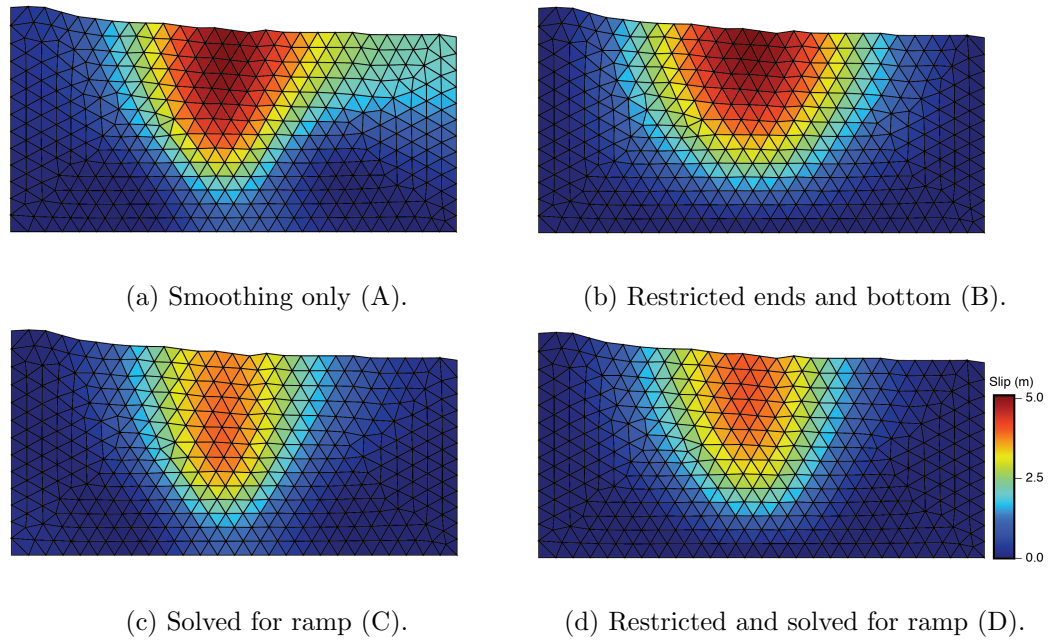 (a) Smoothing only (A).
(b) Restricted ends and bottom (B).
Slip (m)
5.0
2.5
0.0
(c) Solved for ramp (C).
(d) Restricted and solved for ramp (D).